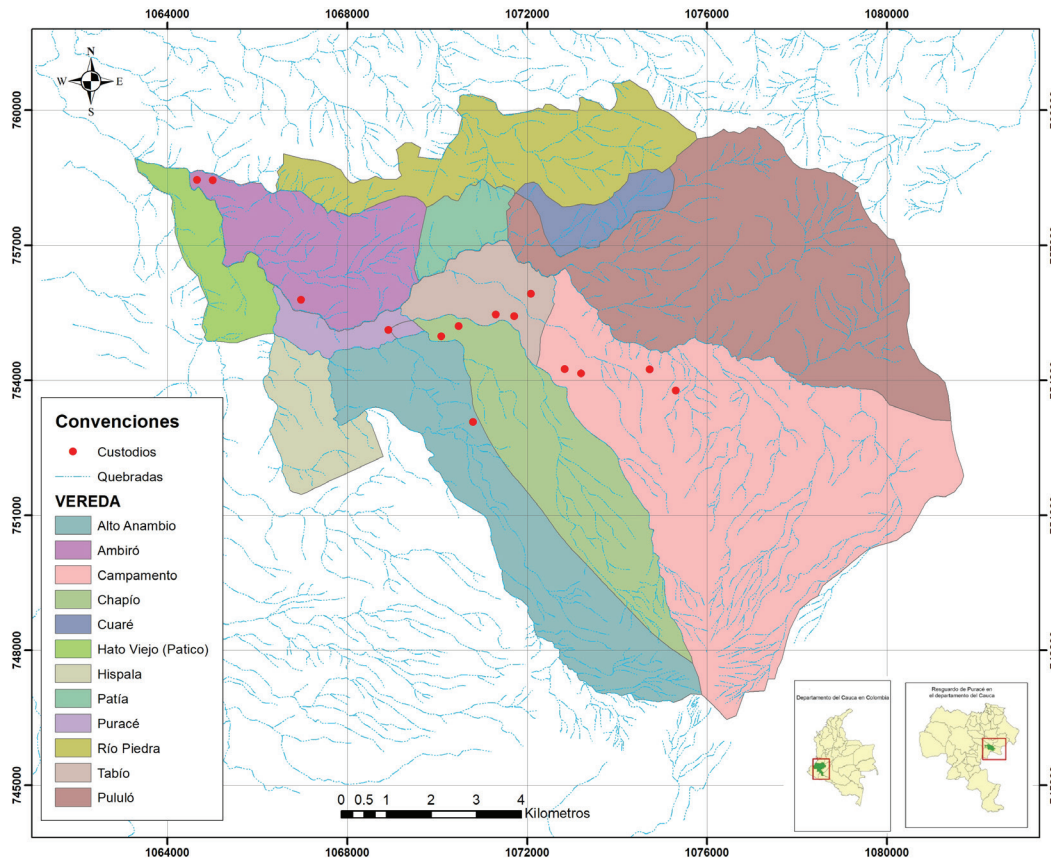 1064000 1068000 1072000 1076000 1080000
N
W E
S
760000
757000
754000
751000
748000
745000
Convenciones
Custodios
Quebradas
VEREDA
Alto Anambio
Ambiró
Campamento
Chapío
Cuaré
Hato Viejo (Patico)
Hispala
Patía
Puracé
Río Piedra
Tabío
Pululó
0 0.5 1 2 3 4
Kilometros
Departamento del Cauca en Colombia
Resguardo de Puracé en
el departamento del Cauca
1064000 1068000 1072000 1076000 1080000